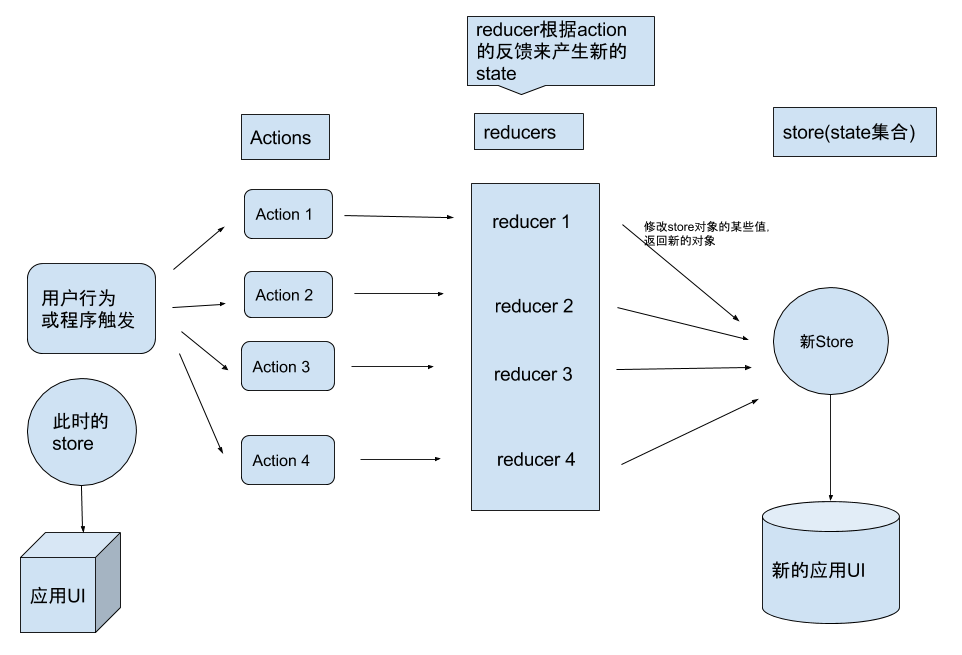 reducer根据action
的反馈来产生新的
state
Actions
reducers
store(state集合)
Action 1
reducer 1
修改store对象的某些值,
返回新的对象
用户行为
或程序触发
Action 2
reducer 2
新Store
Action 3
reducer 3
此时的
store
Action 4
reducer 4
应用UI
新的应用UI